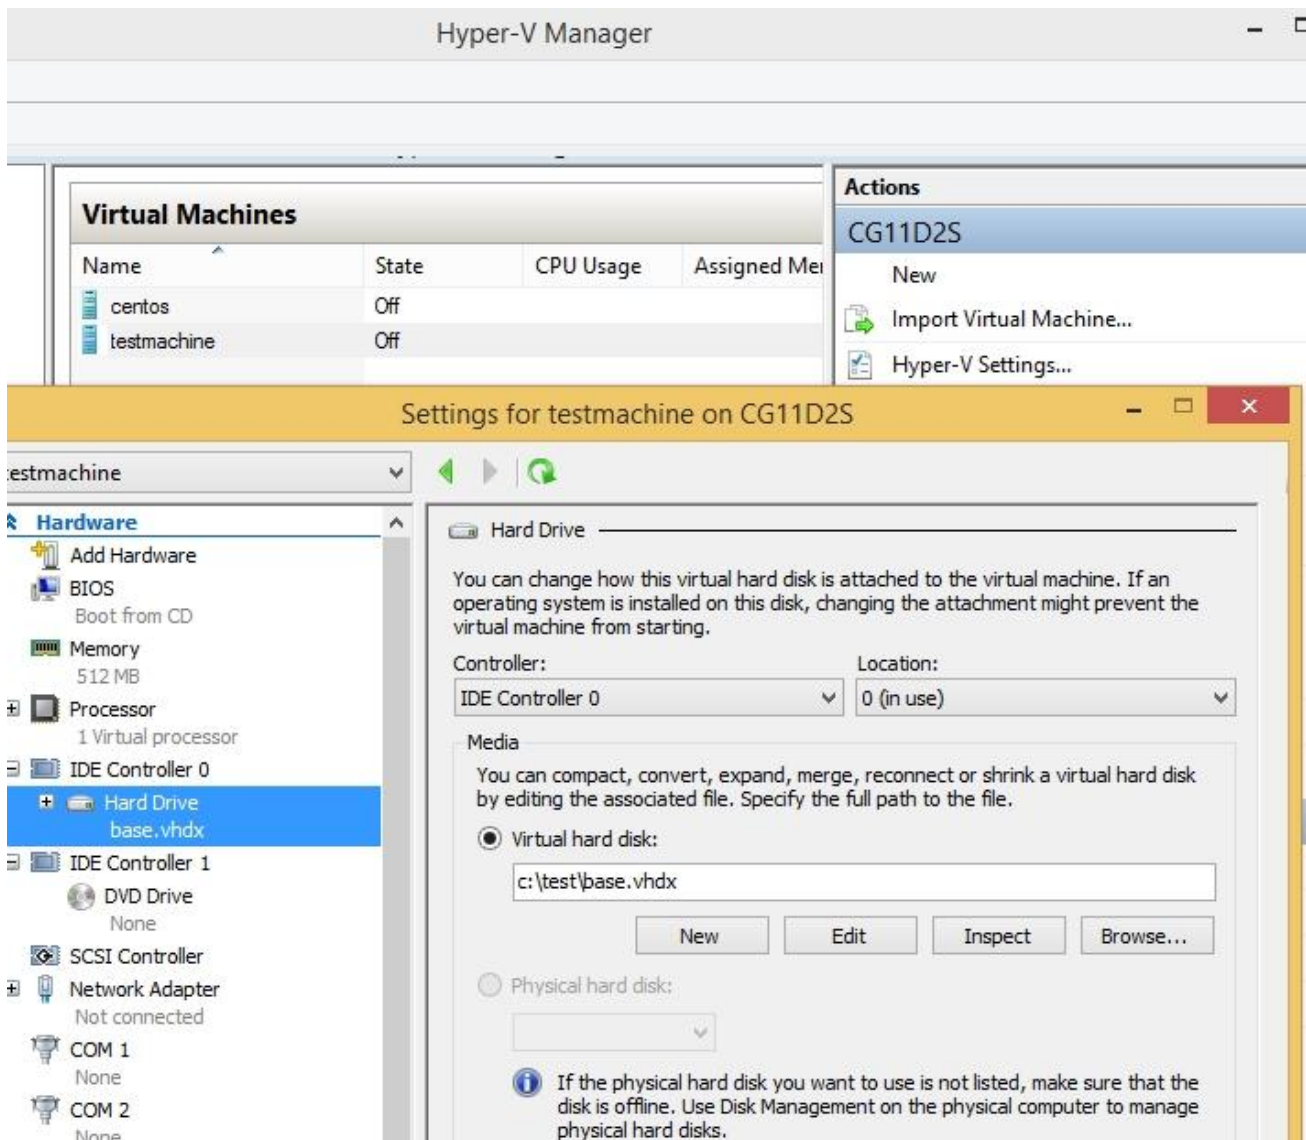 Hyper-V Manager
Virtual Machines
Name State CPU Usage Assigned
centos Off
testmachine Off
Actions
CG11D2S
New
Import Virtual Machine...
Hyper-V Settings...
Settings for testmachine on CG11D2S
estmachine
Hardware
Add Hardware
BIOS
Boot from CD
Memory
512 MB
Processor
1 Virtual processor
IDE Controller 0
Hard Drive
base.vhdx
IDE Controller 1
DVD Drive
None
SCSI Controller
Network Adapter
Not connected
COM 1
None
COM 2
None
Hard Drive
You can change how this virtual hard disk is attached to the virtual machine. If an
operating system is installed on this disk, changing the attachment might prevent the
virtual machine from starting.
Controller: Location:
IDE Controller 0 0 (in use)
Media
You can compact, convert, expand, merge, reconnect or shrink a virtual hard disk
by editing the associated file. Specify the full path to the file.
Virtual hard disk:
c:\test\base.vhdx
New Edit Inspect Browse...
Physical hard disk:
If the physical hard disk you want to use is not listed, make sure that the
disk is offline. Use Disk Management on the physical computer to manage
physical hard disks.